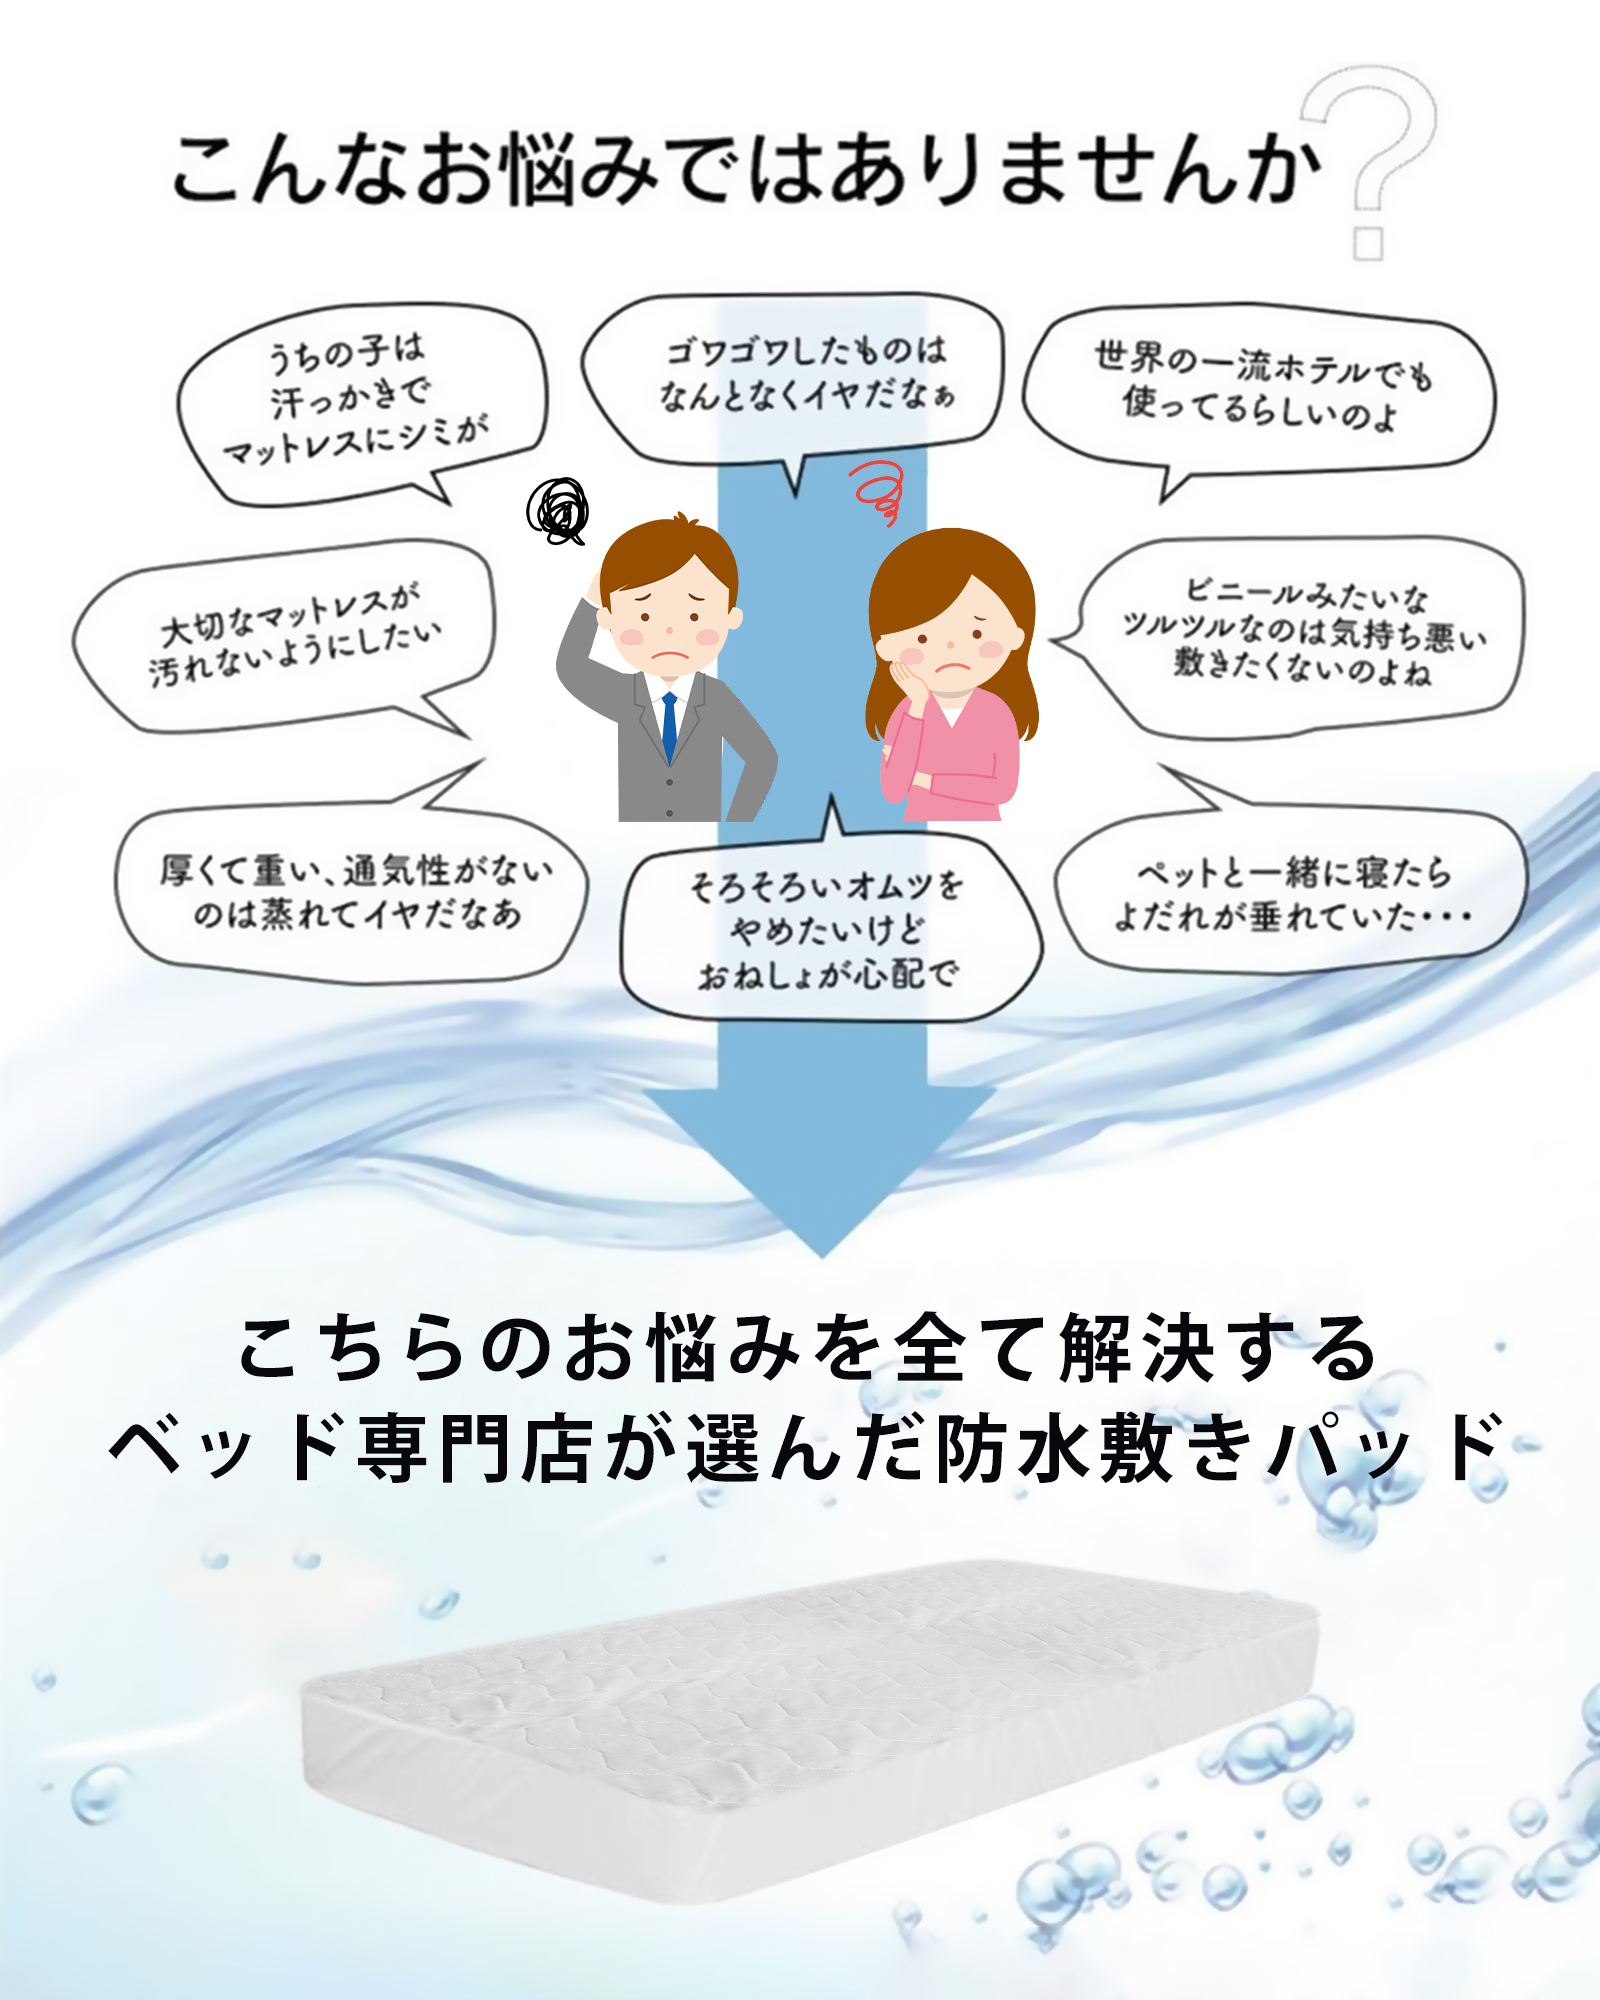 こんなお悩みではありませんか?
うちの子は
汗っかきで
マットレスにシミが
ゴワゴワしたものは
なんとなくイヤだなぁ
世界の一流ホテルでも
使ってるらしいのよ
大切なマットレスが
汚れないようにしたい
ビニールみたいな
ツルツルなのは気持ち悪い
敷きたくないのよね
厚くて重い、通気性がない
のは蒸れてイヤだなあ
そろそろいオムツを
やめたいけど
おねしょが心配で
ペットと一緒に寝たら
よだれが垂れていた・・・
こちらのお悩みを全て解決する
ベッド専門店が選んだ防水敷きパッド